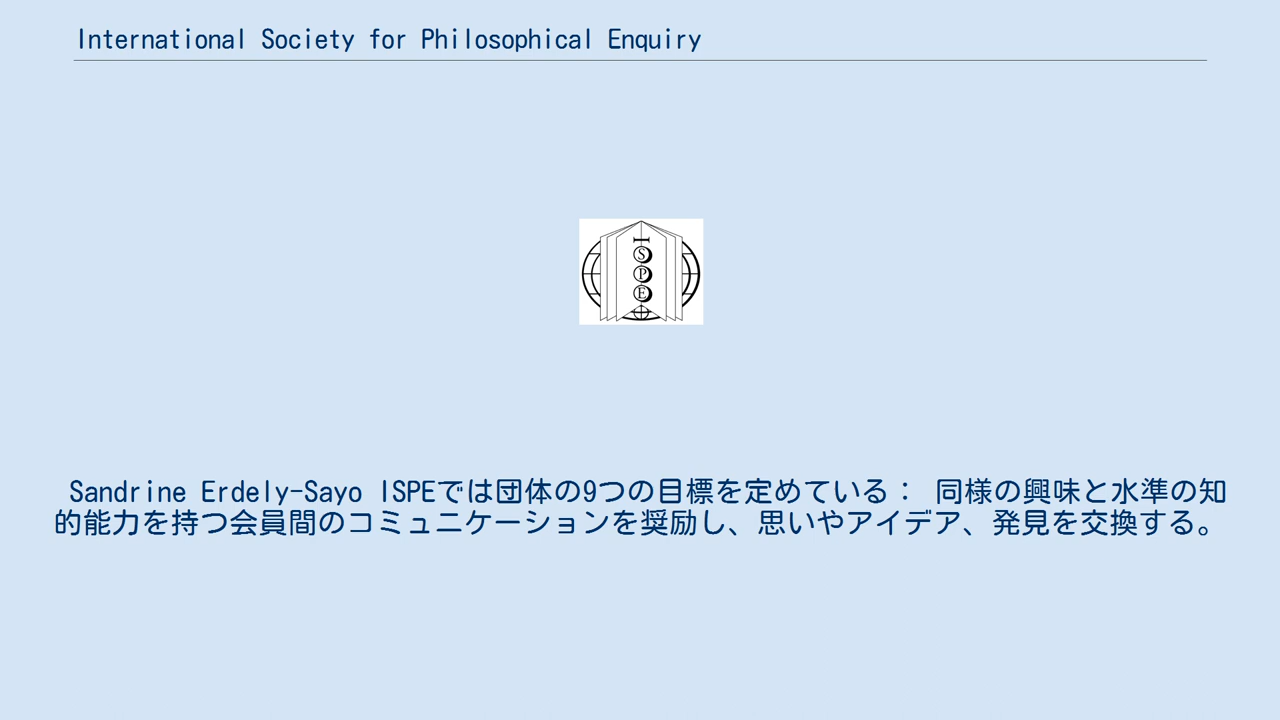 International Society for Philosophical Enquiry
I
S
P
E
Sandrine Erdely-Sayo ISPEでは団体の9つの目標を定めている： 同様の興味と水準の知
的能力を持つ会員間のコミュニケーションを奨励し、思いやアイデア、発見を交換する。